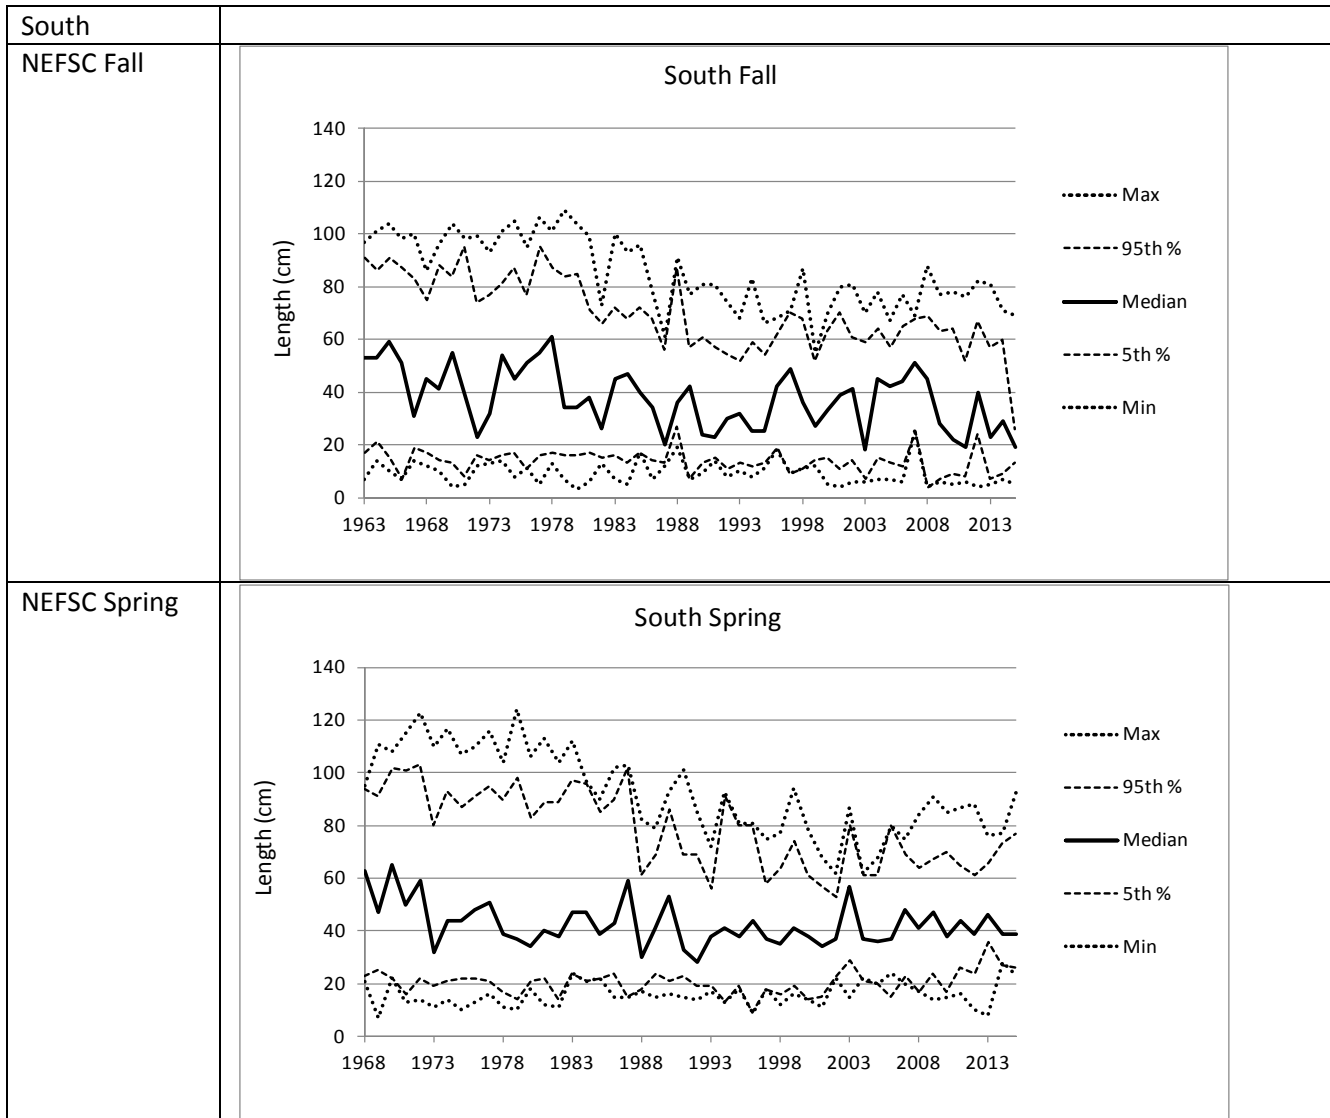 South
NEFSC Fall
South Fall
Length (cm)
140
120
100
80
60
40
20
0
1963 1968 1973 1978 1983 1988 1993 1998 2003 2008 2013
Max
95th %
Median
5th %
Min
NEFSC Spring
South Spring
Length (cm)
140
120
100
80
60
40
20
0
1968 1973 1978 1983 1988 1993 1998 2003 2008 2013
Max
95th %
Median
5th %
Min